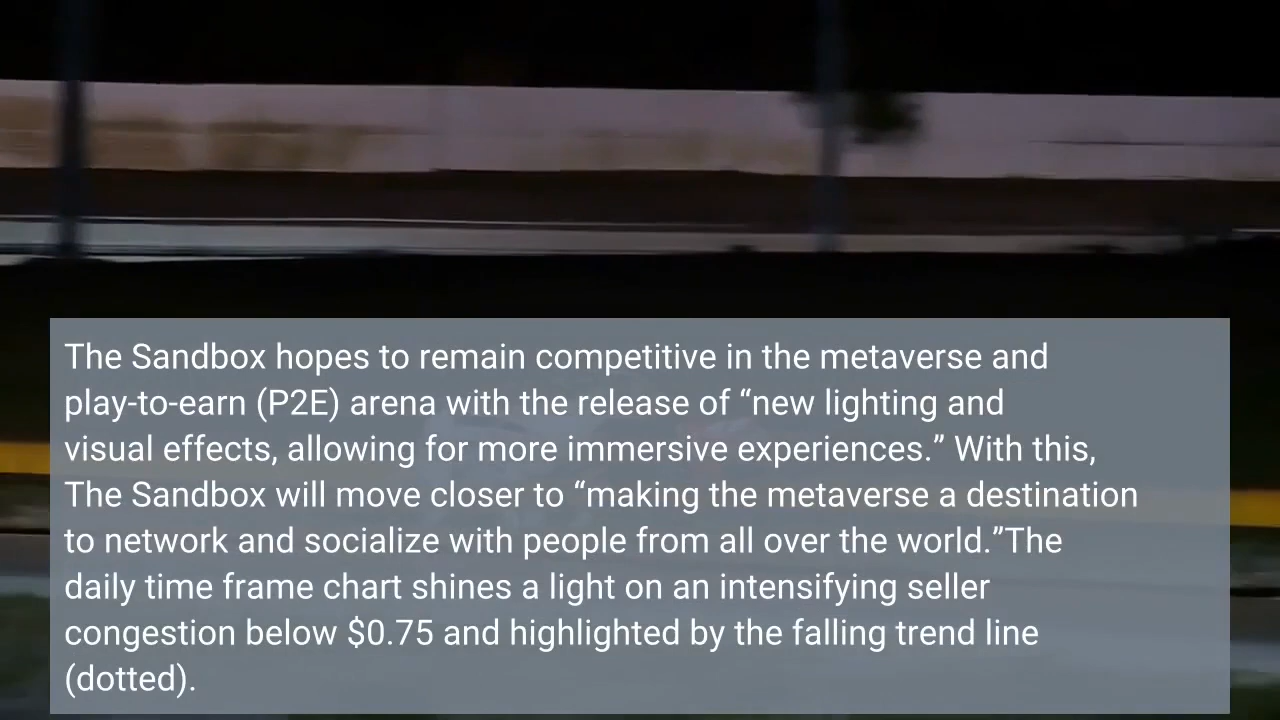 The Sandbox hopes to remain competitive in the metaverse and
play-to-earn (P2E) arena with the release of “new lighting and
visual effects, allowing for more immersive experiences.” With this,
The Sandbox will move closer to “making the metaverse a destination
to network and socialize with people from all over the world.”The
daily time frame chart shines a light on an intensifying seller
congestion below $0.75 and highlighted by the falling trend line
(dotted).